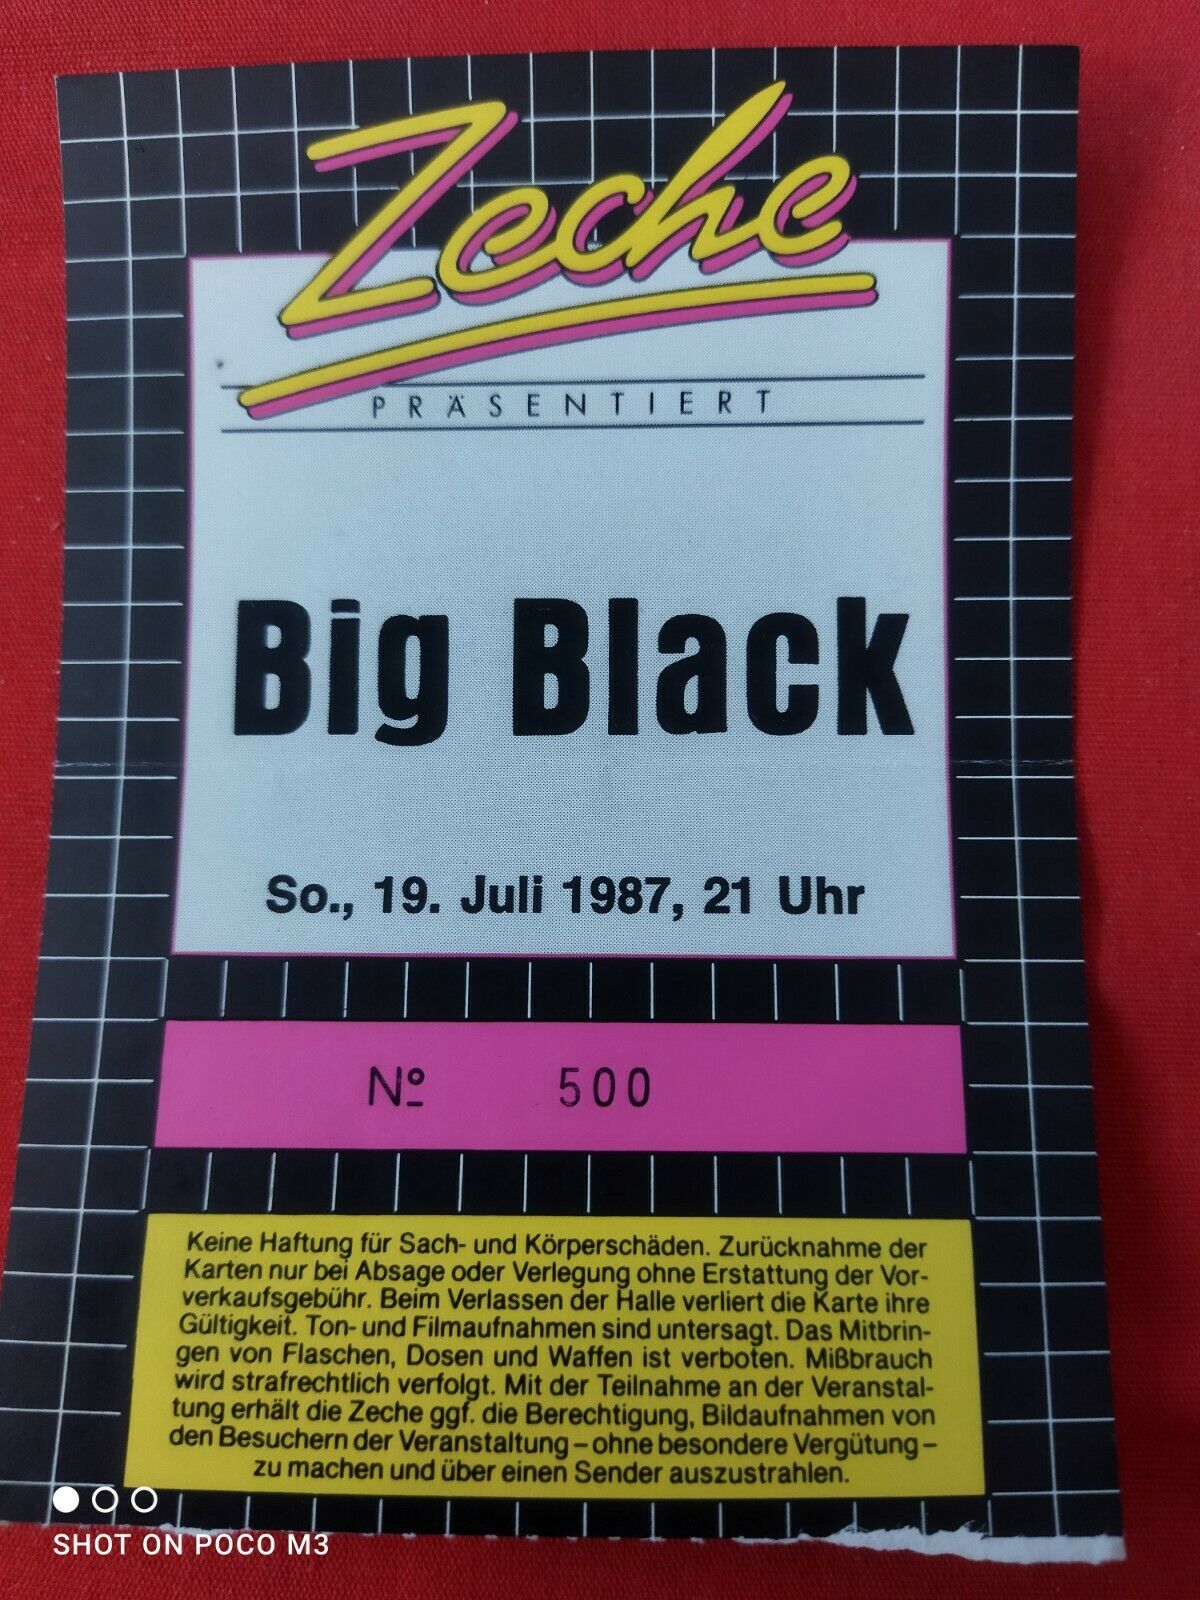 Zeche
PRÄSENTIERT
Big Black
So., 19. Juli 1987, 21 Uhr
Nº 500
Keine Haftung für Sach- und Körperschäden. Zurücknahme der
Karten nur bei Absage oder Verlegung ohne Erstattung der Vor-
verkaufsgebühr. Beim Verlassen der Halle verliert die Karte ihre
Gültigkeit. Ton- und Filmaufnahmen sind untersagt. Das Mitbrin-
gen von Flaschen, Dosen und Waffen ist verboten. Mißbrauch
wird strafrechtlich verfolgt. Mit der Teilnahme an der Veranstal-
tung erhält die Zeche ggf. die Berechtigung, Bildaufnahmen von
den Besuchern der Veranstaltung – ohne besondere Vergütung –
zu machen und über einen Sender auszustrahlen.
SHOT ON POCO M3